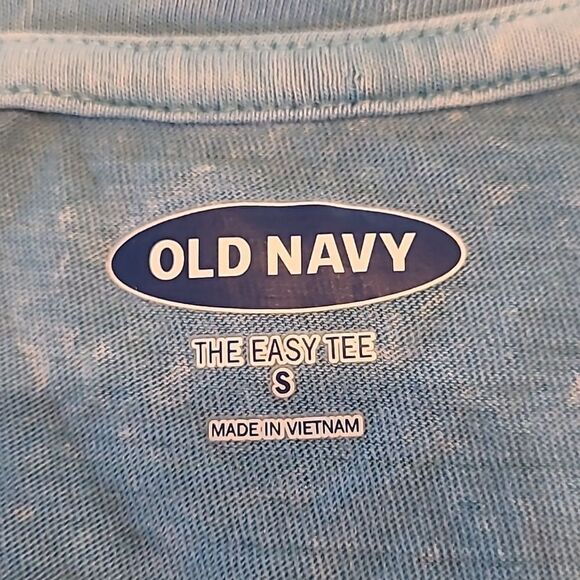 OLD NAVY
THE EASY TEE
S
MADE IN VIETNAM